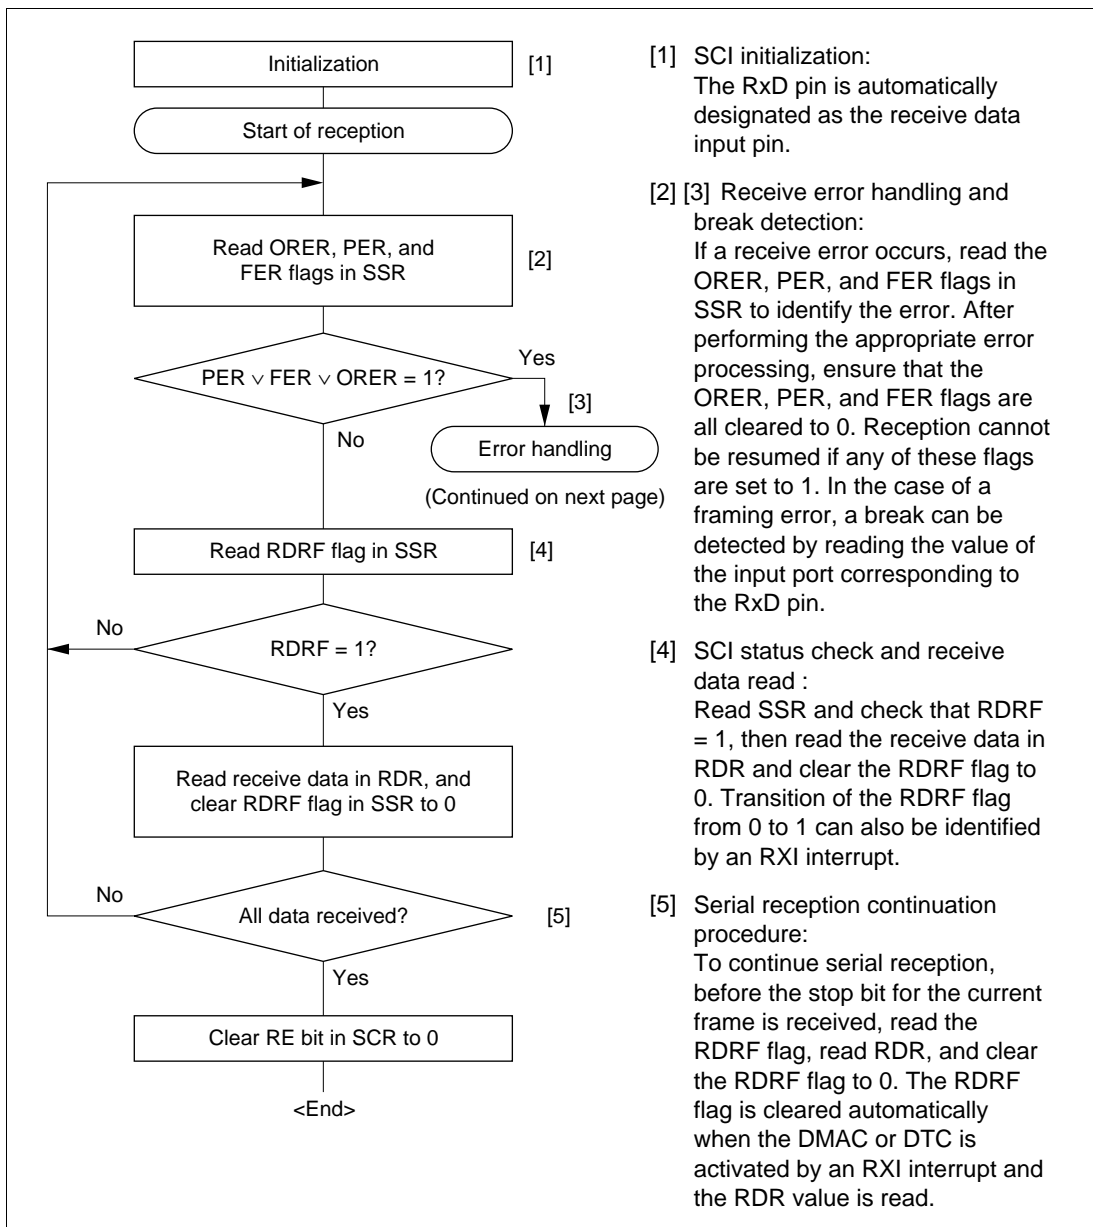 Initialization
[1]
Start of reception
Read ORER, PER, and
FER flags in SSR
[2]
PER ∨ FER ∨ ORER = 1?
Yes
[3]
No
Error handling
(Continued on next page)
Read RDRF flag in SSR
[4]
No
RDRF = 1?
Yes
Read receive data in RDR, and
clear RDRF flag in SSR to 0
No
All data received?
[5]
Yes
Clear RE bit in SCR to 0
<End>
[1] SCI initialization:
The RxD pin is automatically
designated as the receive data
input pin.
[2] [3] Receive error handling and
break detection:
If a receive error occurs, read the
ORER, PER, and FER flags in
SSR to identify the error. After
performing the appropriate error
processing, ensure that the
ORER, PER, and FER flags are
all cleared to 0. Reception cannot
be resumed if any of these flags
are set to 1. In the case of a
framing error, a break can be
detected by reading the value of
the input port corresponding to
the RxD pin.
[4] SCI status check and receive
data read :
Read SSR and check that RDRF
= 1, then read the receive data in
RDR and clear the RDRF flag to
0. Transition of the RDRF flag
from 0 to 1 can also be identified
by an RXI interrupt.
[5] Serial reception continuation
procedure:
To continue serial reception,
before the stop bit for the current
frame is received, read the
RDRF flag, read RDR, and clear
the RDRF flag to 0. The RDRF
flag is cleared automatically
when the DMAC or DTC is
activated by an RXI interrupt and
the RDR value is read.